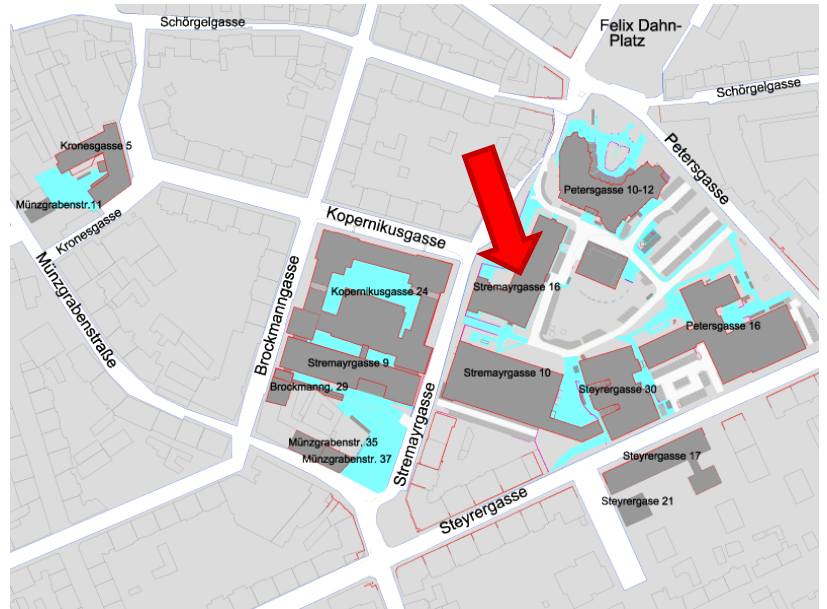 Schörgelgasse
Felix Dahn-
Platz
Schörgelgasse
Kronesgasse 5
Petersgasse
Petersgasse 10-12
Münzgrabenstr.11
Kronesgasse
Kopernikusgasse
Münzgrabenstraße
Brockmanngasse
Kopernikusgasse 24
Stremayrgasse 16
Petersgasse 16
Stremayrgasse 9
Stremayrgasse 10
Brockmanng. 29
Steyrergasse 30
Stremayrgasse
Münzgrabenstr. 35
Münzgrabenstr. 37
Steyrergasse 17
Steyrergase 21
Steyrergasse